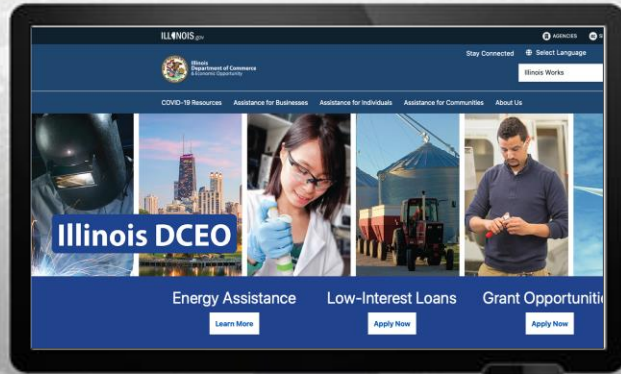 ILLINOIS.gov
AGENCIES
Stay Connected Select Language
Illinois
Department of Commerce
& Economic Opportunity
Illinois Works
COVID-19 Resources Assistance for Businesses Assistance for Individuals Assistance for Communities About Us
Illinois DCEO
Energy Assistance Low-Interest Loans Grant Opportuniti
Learn More Apply Now Apply Now